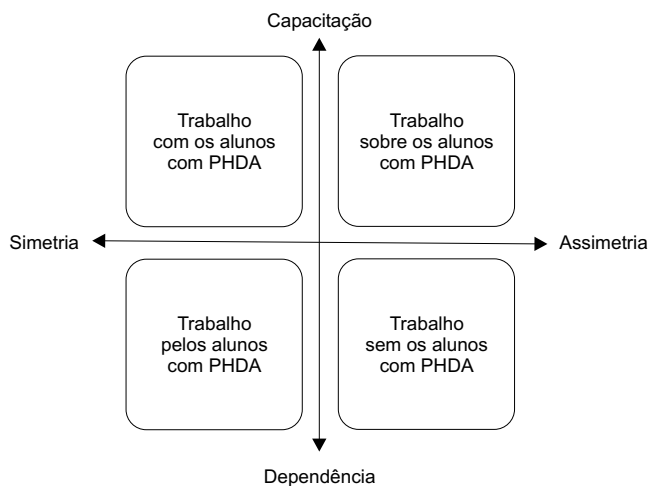 Capacitação
Trabalho
com os alunos
com PHDA
Trabalho
sobre os alunos
com PHDA
Simetria
Assimetria
Trabalho
pelos alunos
com PHDA
Trabalho
sem os alunos
com PHDA
Dependência